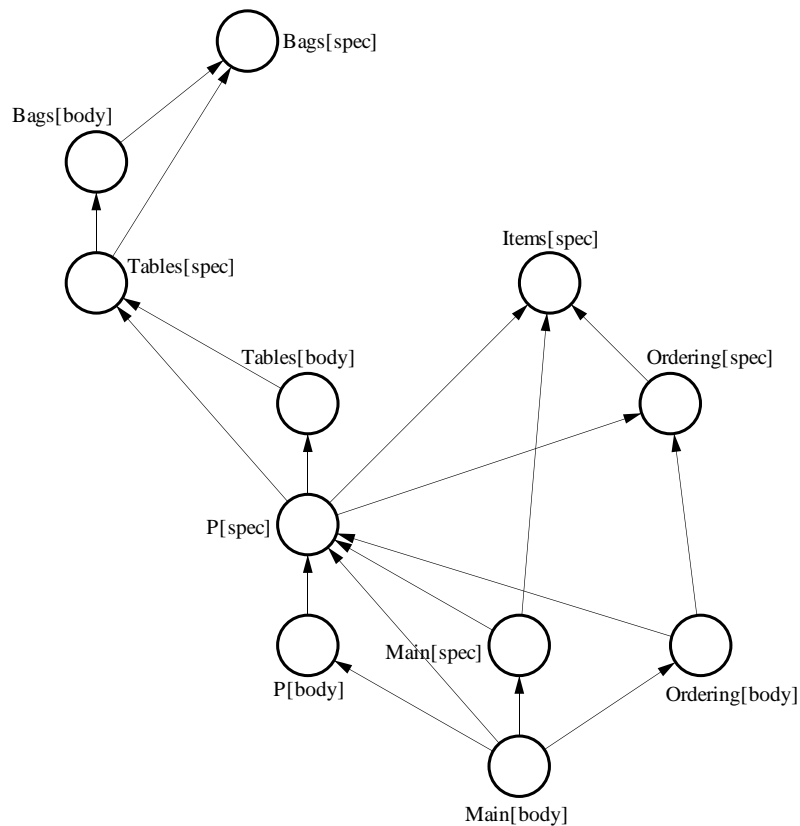 Bags[spec]
Bags[body]
Tables[spec]
Items[spec]
Tables[body]
Ordering[spec]
P[spec]
Main[spec]
P[body]
Ordering[body]
Main[body]